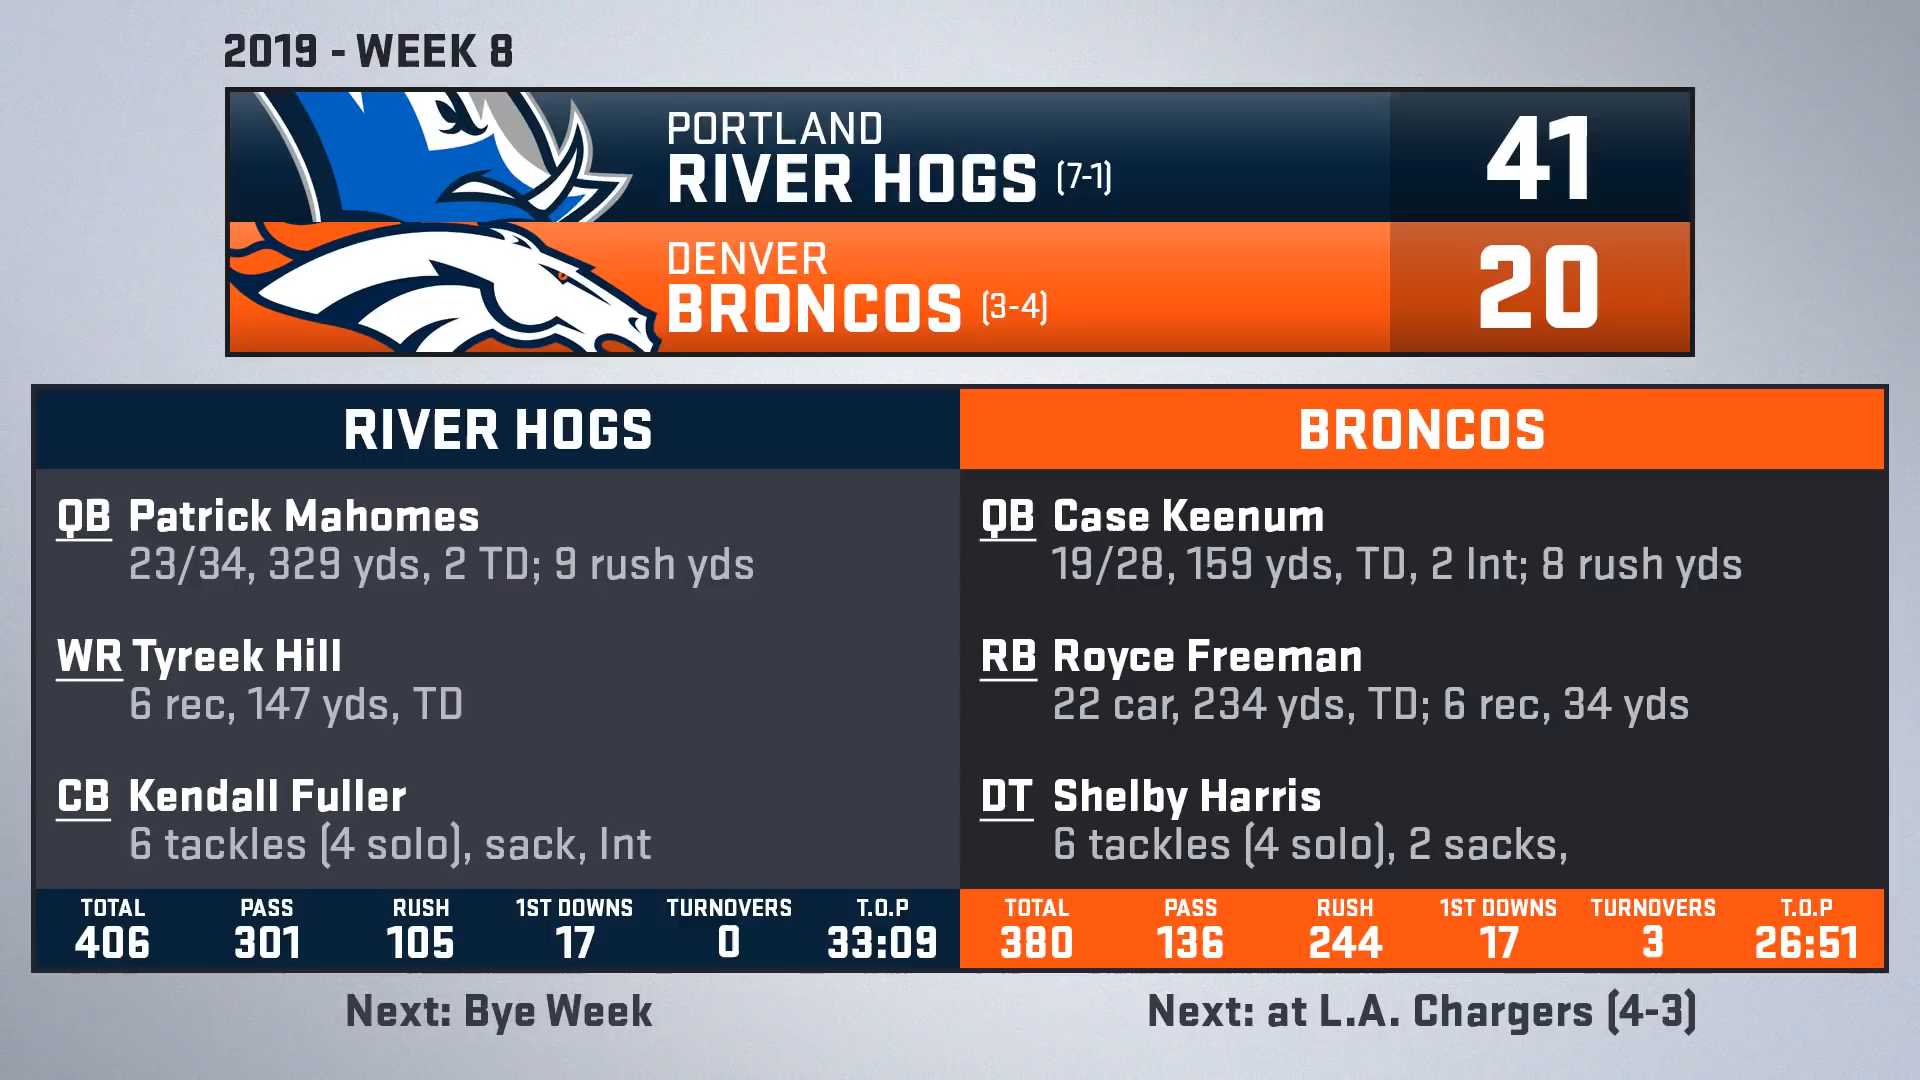 2019 - WEEK 8
PORTLAND
RIVER HOGS (7-1)
41
DENVER
BRONCOS (3-4)
20
RIVER HOGS
QB Patrick Mahomes
23/34, 329 yds, 2 TD; 9 rush yds
WR Tyreek Hill
6 rec, 147 yds, TD
CB Kendall Fuller
6 tackles (4 solo), sack, Int
TOTAL PASS RUSH 1ST DOWNS TURNOVERS T.O.P
406 301 105 17 0 33:09
Next: Bye Week
BRONCOS
QB Case Keenum
19/28, 159 yds, TD, 2 Int; 8 rush yds
RB Royce Freeman
22 car, 234 yds, TD; 6 rec, 34 yds
DT Shelby Harris
6 tackles (4 solo), 2 sacks,
TOTAL PASS RUSH 1ST DOWNS TURNOVERS T.O.P
380 136 244 17 3 26:51
Next: at L.A. Chargers (4-3)